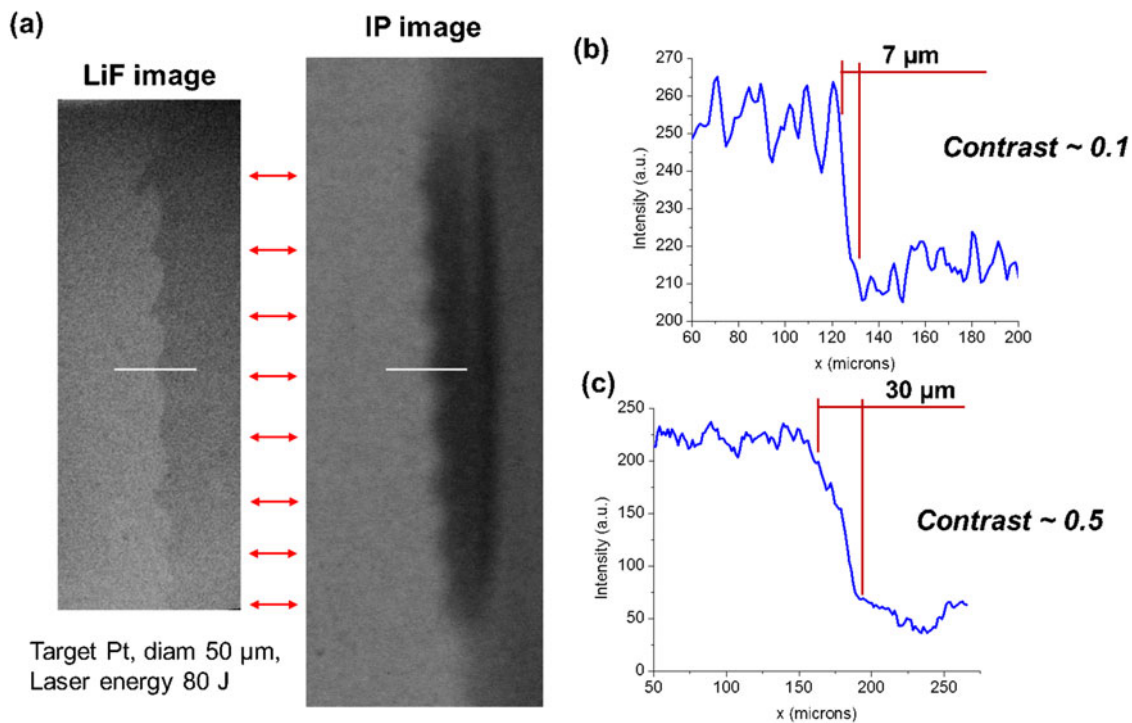 (a)
LiF image
IP image
Target Pt, diam 50 µm,
Laser energy 80 J
(b)
7 µm
Contrast ~ 0.1
Intensity (a.u.)
270
260
250
240
230
220
210
200
60 80 100 120 140 160 180 200
x (microns)
(c)
30 µm
Contrast ~ 0.5
Intensity (a.u.)
250
200
150
100
50
0
50 100 150 200 250
x (microns)